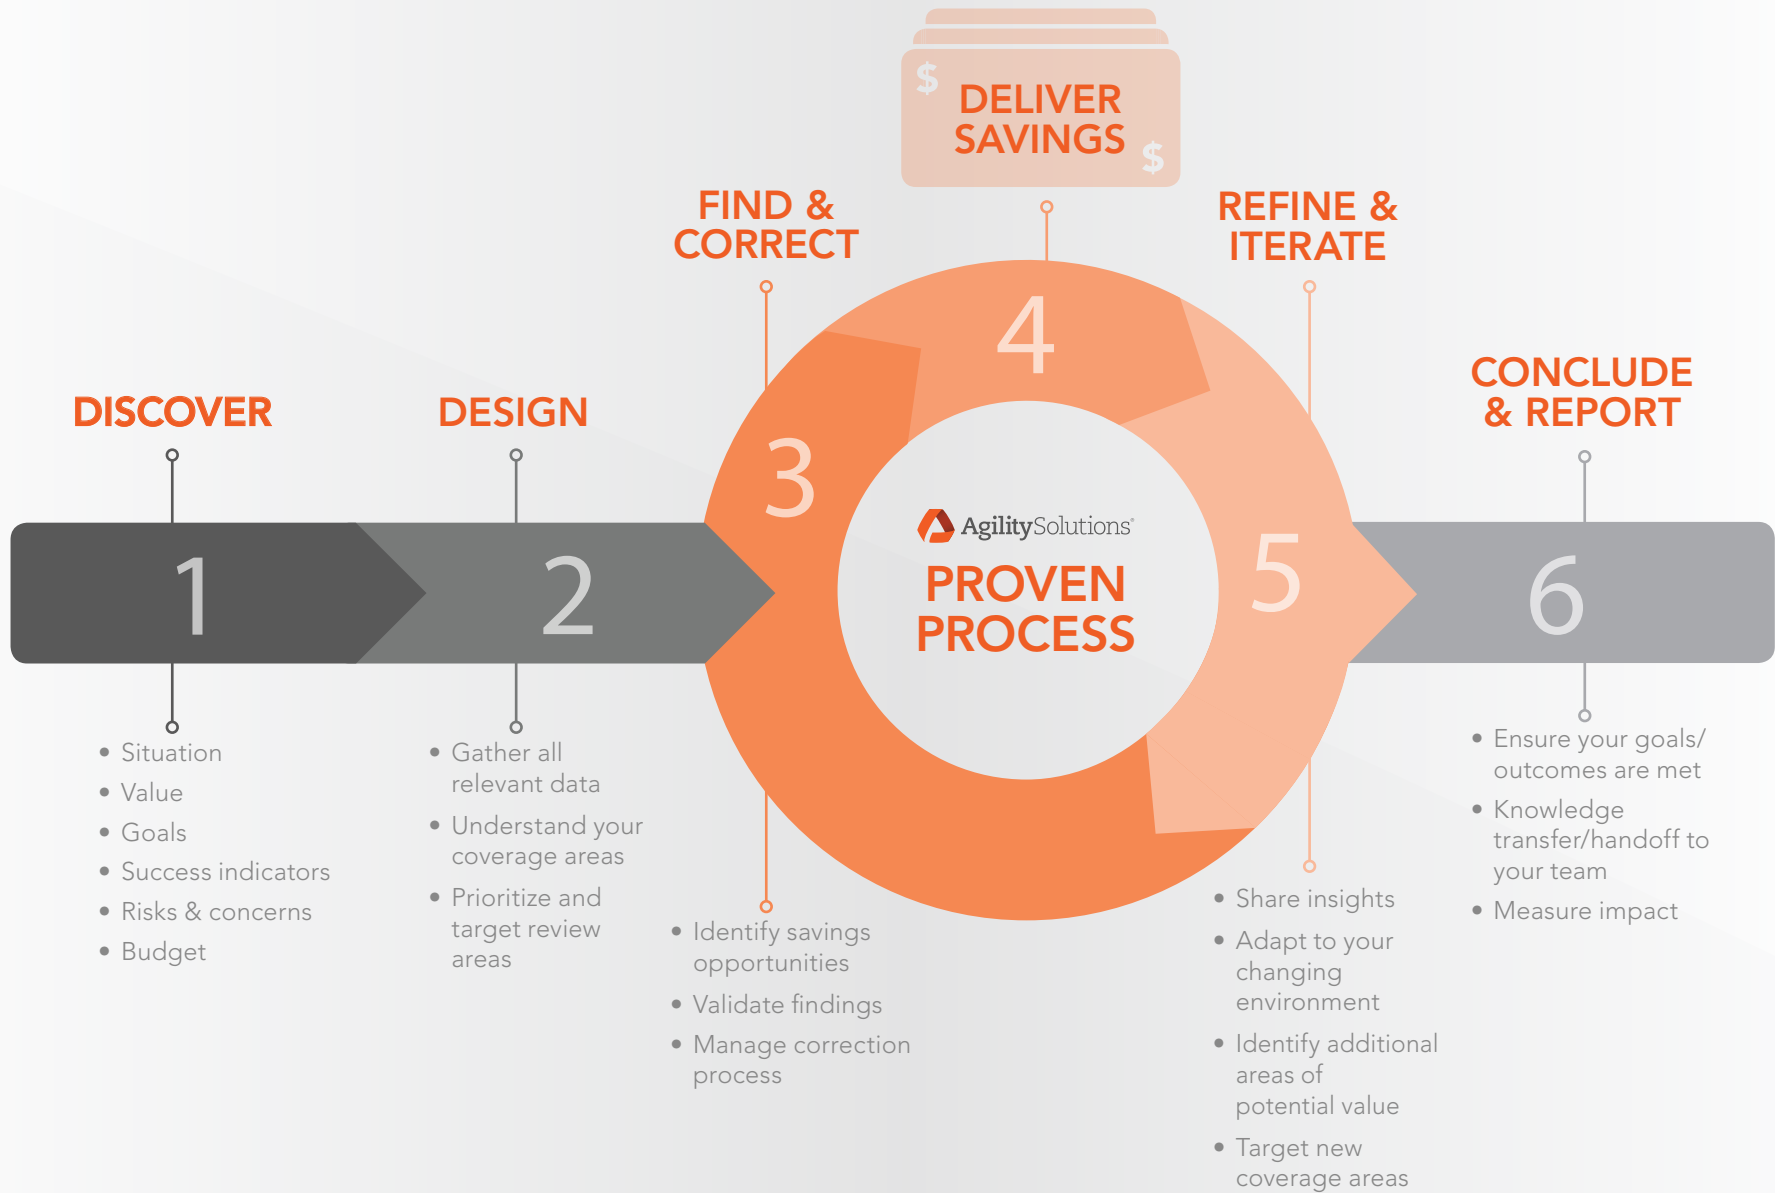 $
DELIVER
SAVINGS
$
FIND &
CORRECT
REFINE &
ITERATE
DISCOVER
DESIGN
CONCLUDE
& REPORT
1
2
3
4
5
6
AgilitySolutions®
PROVEN
PROCESS
• Situation
• Value
• Goals
• Success indicators
• Risks & concerns
• Budget
• Gather all
relevant data
• Understand your
coverage areas
• Prioritize and
target review
areas
• Identify savings
opportunities
• Validate findings
• Manage correction
process
• Share insights
• Adapt to your
changing
environment
• Identify additional
areas of
potential value
• Target new
coverage areas
• Ensure your goals/
outcomes are met
• Knowledge
transfer/handoff to
your team
• Measure impact